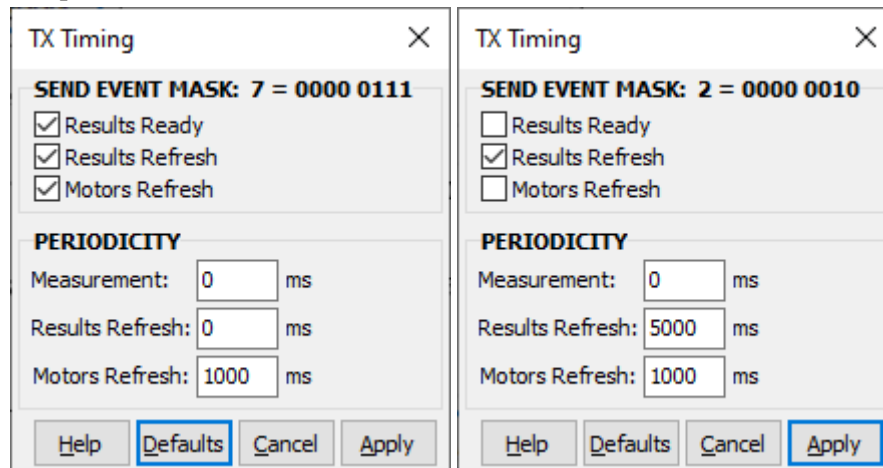 TX Timing
SEND EVENT MASK: 7 = 0000 0111
Results Ready
Results Refresh
Motors Refresh
PERIODICITY
Measurement: 0 ms
Results Refresh: 0 ms
Motors Refresh: 1000 ms
Help Defaults Cancel Apply
TX Timing
SEND EVENT MASK: 2 = 0000 0010
Results Ready
Results Refresh
Motors Refresh
PERIODICITY
Measurement: 0 ms
Results Refresh: 5000 ms
Motors Refresh: 1000 ms
Help Defaults Cancel Apply